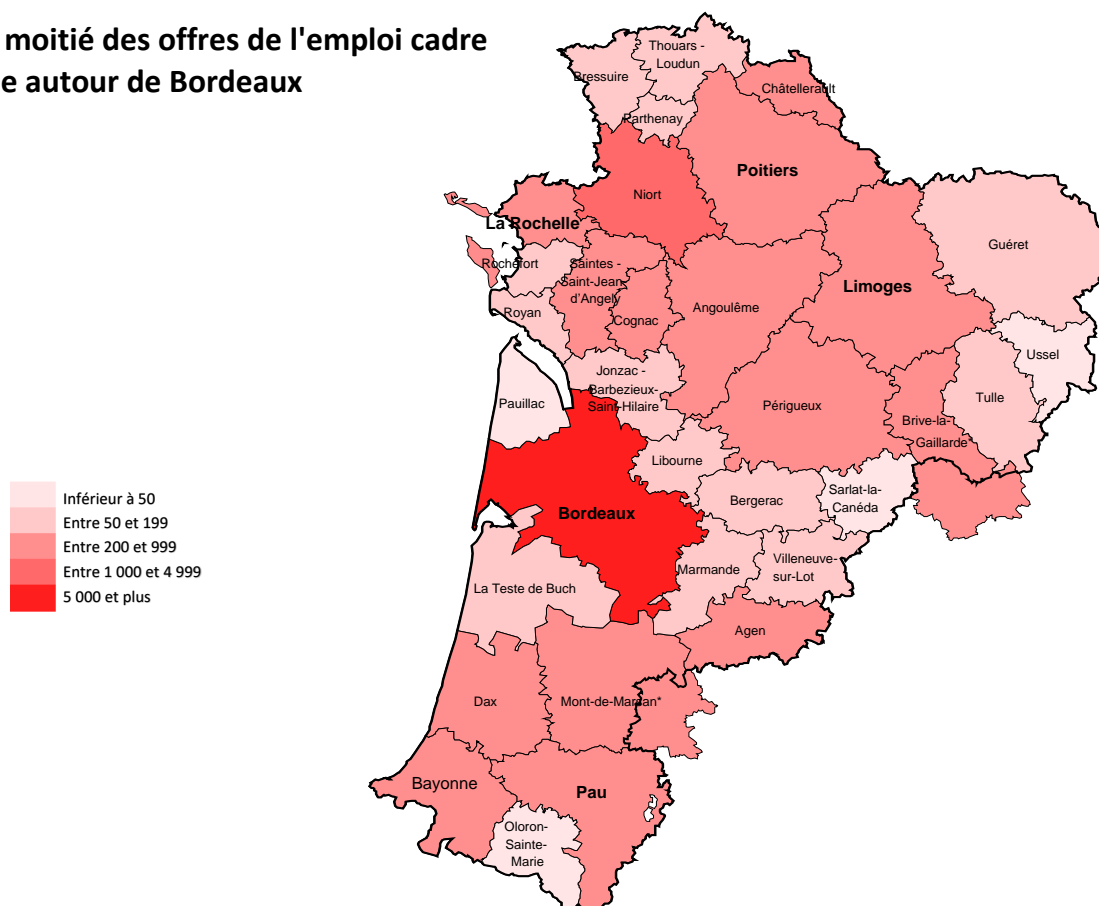 moitié des offres de l'emploi cadre
e autour de Bordeaux
Thouars -
Loudun
Bressuire
Châtellerault
Parthenay
Poitiers
Niort
La Rochelle
Guéret
Rochefort
Saintes -
Saint-Jean
d'Angely
Limoges
Royan
Cognac
Angoulême
Ussel
Jonzac -
Barbezieux-
Saint-Hilaire
Pauillac
Périgueux
Tulle
Brive-la-
Gaillarde*
Libourne
Bergerac
Sarlat-la-
Canéda
Bordeaux
Inférieur à 50
Entre 50 et 199
Entre 200 et 999
Entre 1 000 et 4 999
5 000 et plus
Marmande
Villeneuve-
sur-Lot
La Teste de Buch
Agen
Dax
Mont-de-Marsan*
Bayonne
Pau
Oloron-
Sainte-
Marie